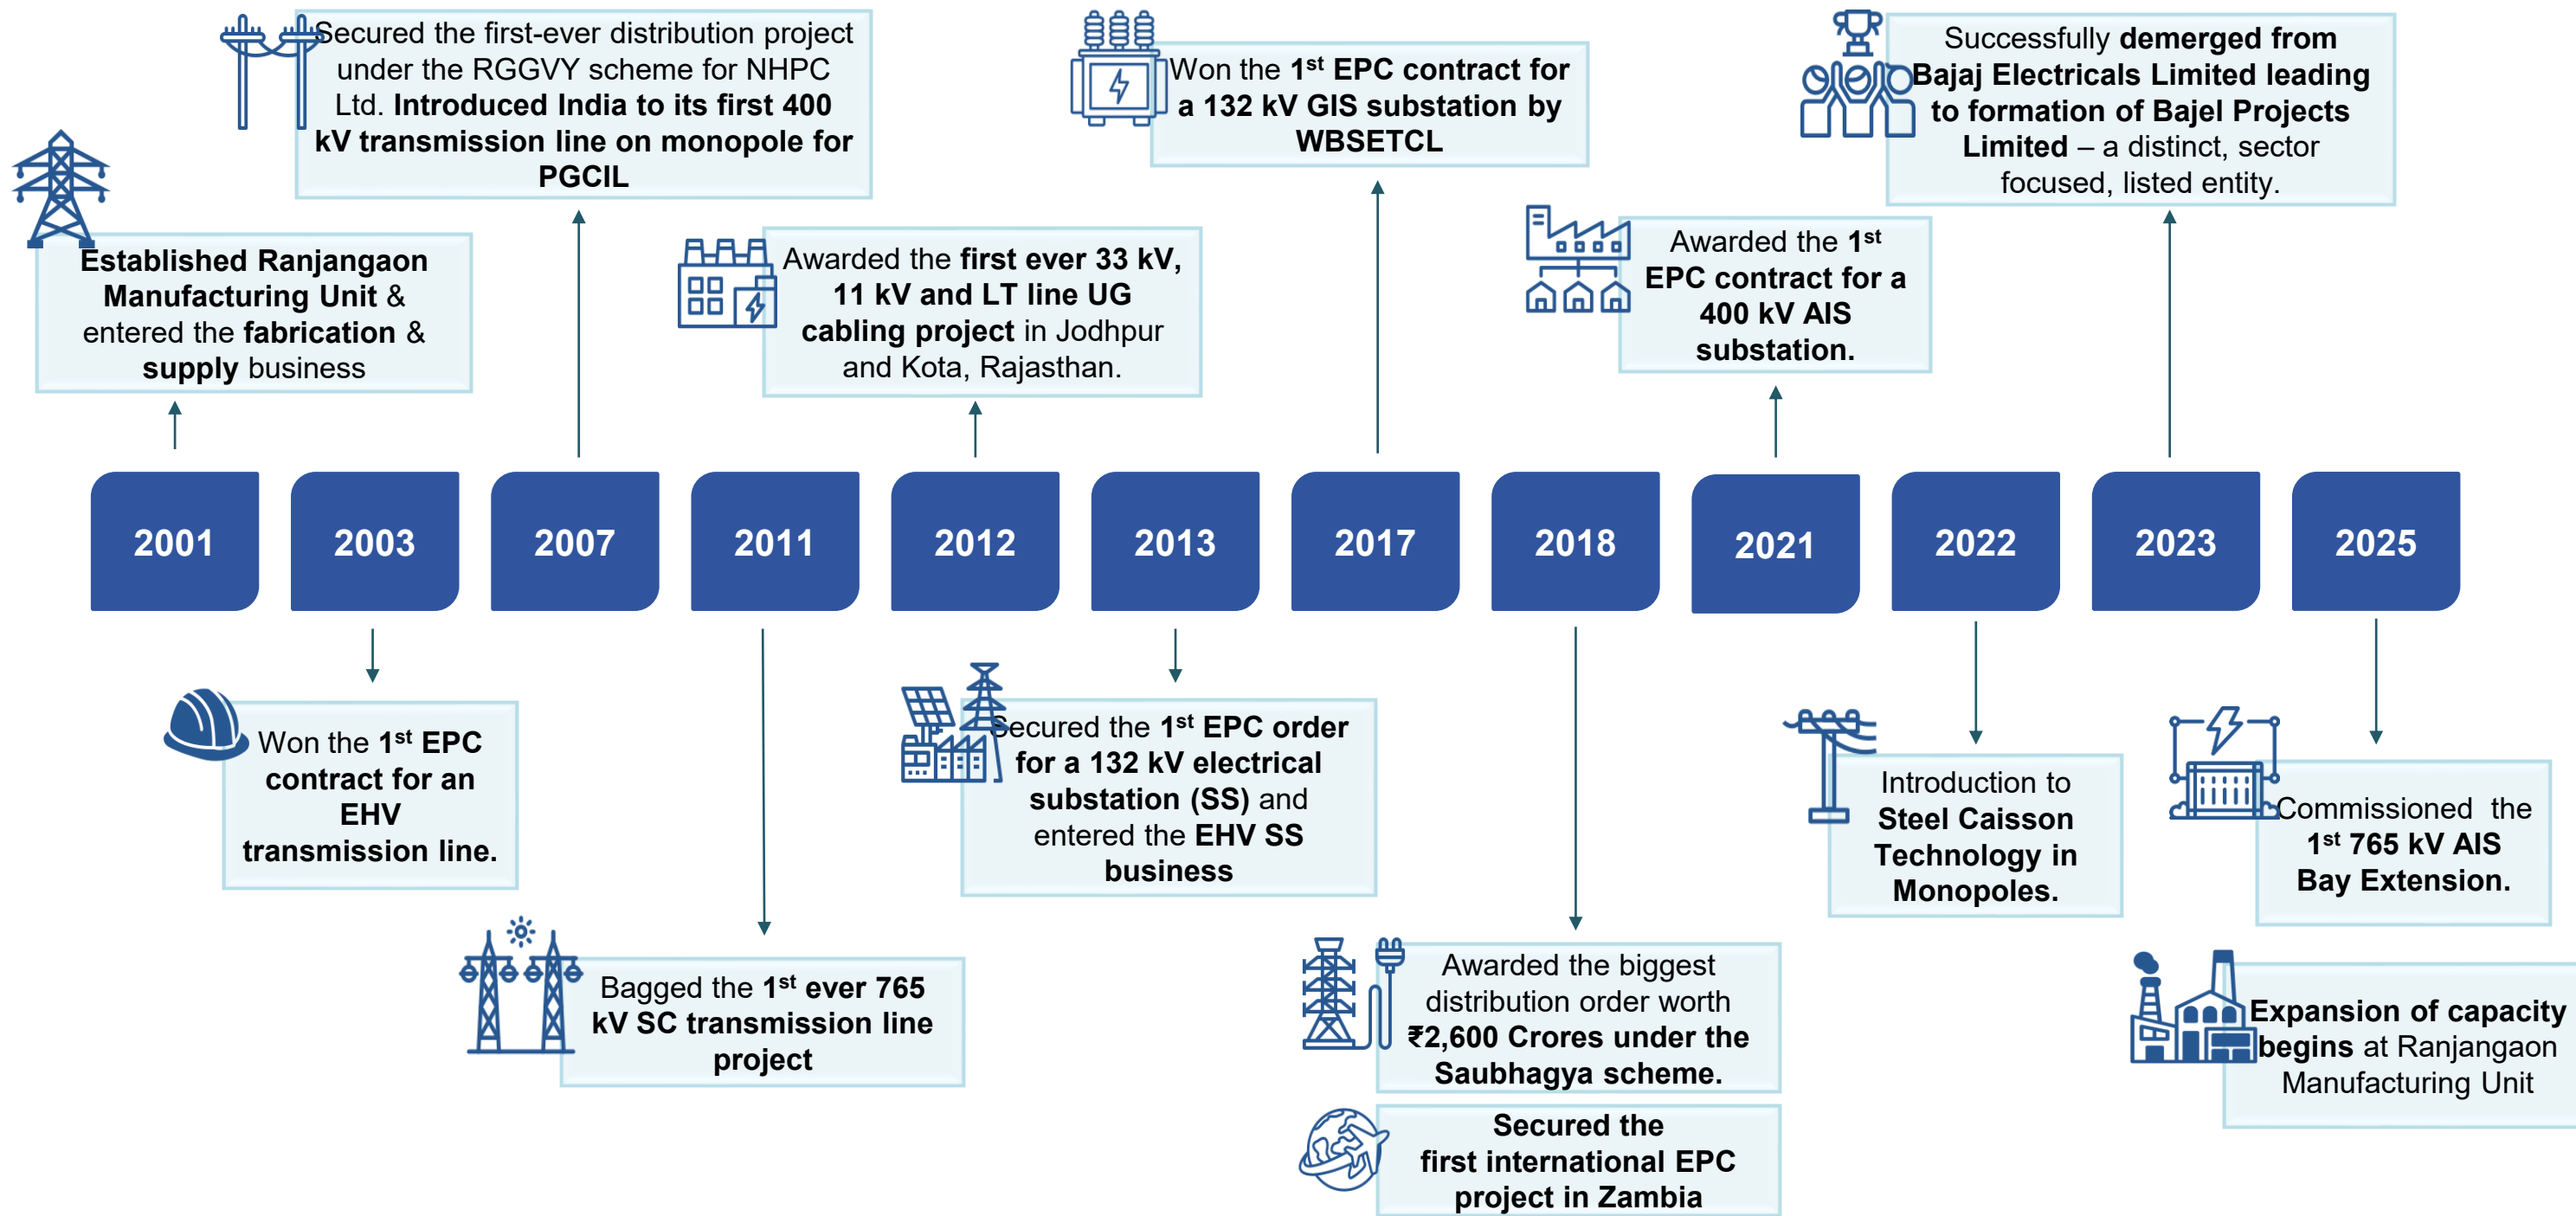 Secured the first-ever distribution project
under the RGGVY scheme for NHPC
Ltd. Introduced India to its first 400
kV transmission line on monopole for
PGCIL
Won the 1st EPC contract for
a 132 kV GIS substation by
WBSETCL
Successfully demerged from
Bajaj Electricals Limited leading
to formation of Bajel Projects
Limited – a distinct, sector
focused, listed entity.
Established Ranjangaon
Manufacturing Unit &
entered the fabrication &
supply business
Awarded the first ever 33 kV,
11 kV and LT line UG
cabling project in Jodhpur
and Kota, Rajasthan.
Awarded the 1st
EPC contract for a
400 kV AIS
substation.
2001
2003
2007
2011
2012
2013
2017
2018
2021
2022
2023
2025
Won the 1st EPC
contract for an
EHV
transmission line.
Bagged the 1st ever 765
kV SC transmission line
project
Secured the 1st EPC order
for a 132 kV electrical
substation (SS) and
entered the EHV SS
business
Awarded the biggest
distribution order worth
₹2,600 Crores under the
Saubhagya scheme.
Secured the
first international EPC
project in Zambia
Introduction to
Steel Caisson
Technology in
Monopoles.
Commissioned the
1st 765 kV AIS
Bay Extension.
Expansion of capacity
begins at Ranjangaon
Manufacturing Unit